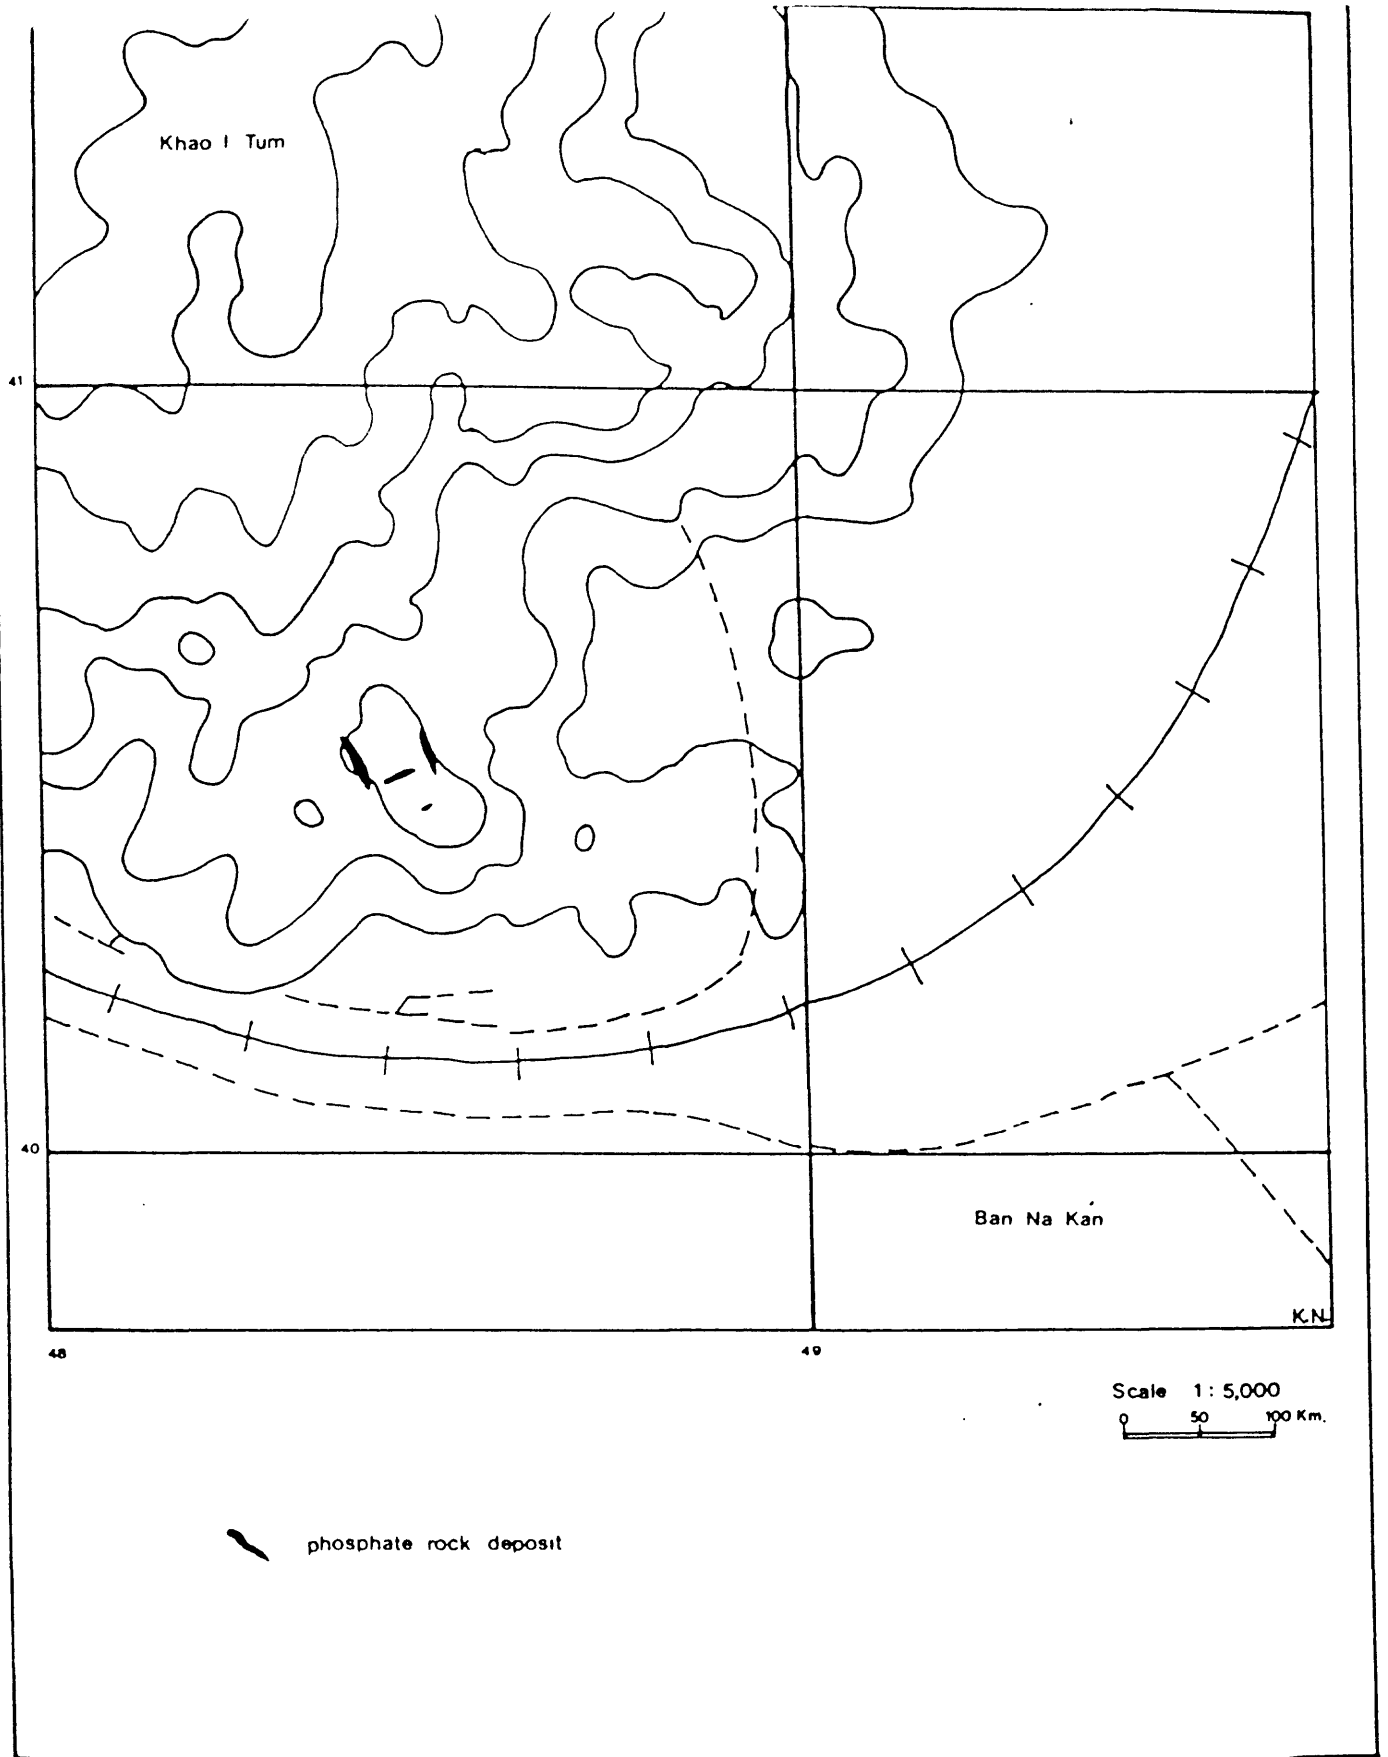 Khao I Tum
41
40
Ban Na Kan
K.N.
48
49
Scale 1 : 5,000
0 50 100 Km.
phosphate rock deposit